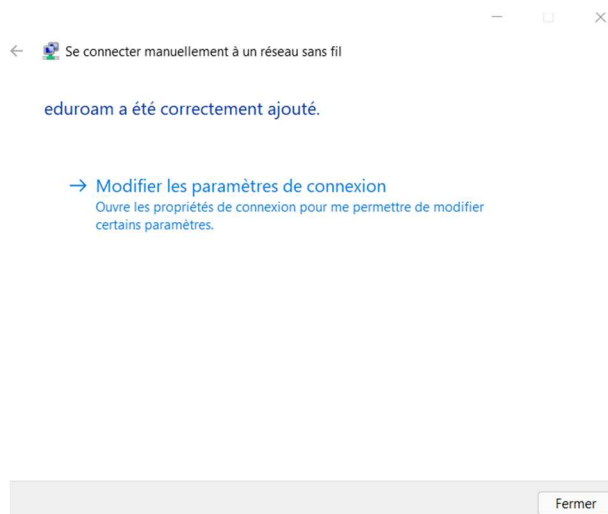 Se connecter manuellement à un réseau sans fil
eduroam a été correctement ajouté.
Modifier les paramètres de connexion
Ouvre les propriétés de connexion pour me permettre de modifier
certains paramètres.
Fermer